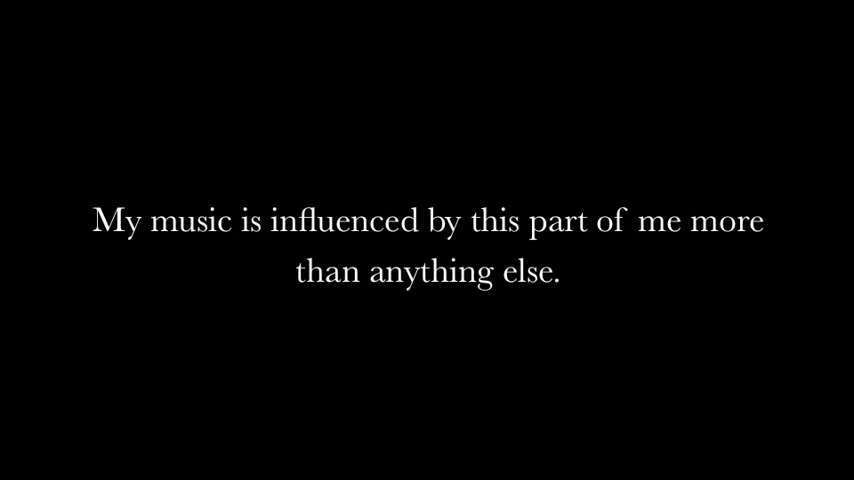 My music is influenced by this part of me more
than anything else.